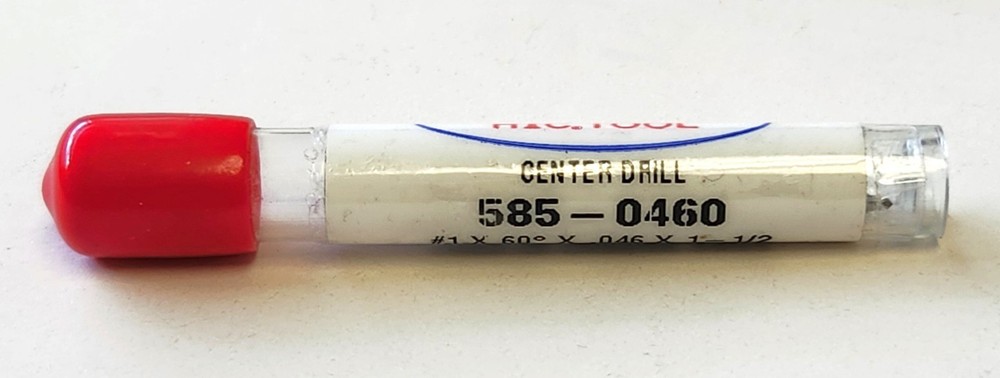 CENTER DRILL
585-0460
#1 X 60° X .046 X 1-1/2